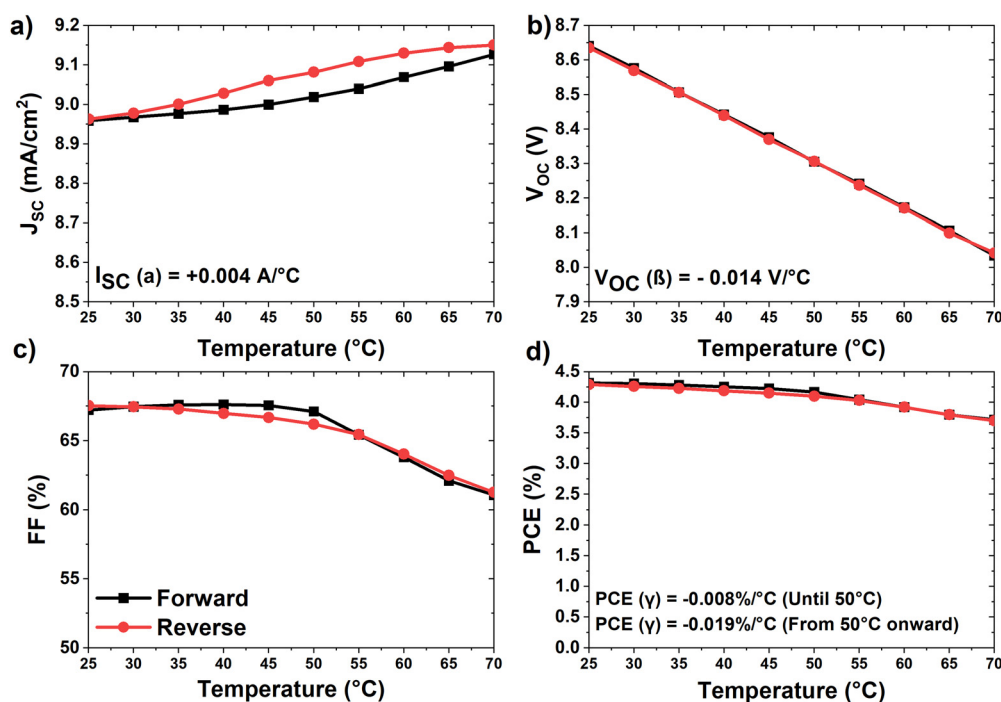 a)
9.2
9.1
9.0
8.9
8.8
8.7
8.6
8.5
J_SC (mA/cm²)
I_SC (a) = +0.004 A/°C
25 30 35 40 45 50 55 60 65 70
Temperature (°C)
b)
8.7
8.6
8.5
8.4
8.3
8.2
8.1
8.0
7.9
V_OC (V)
V_OC (ß) = - 0.014 V/°C
25 30 35 40 45 50 55 60 65 70
Temperature (°C)
c)
70
65
60
55
50
FF (%)
Forward
Reverse
25 30 35 40 45 50 55 60 65 70
Temperature (°C)
d)
4.5
4.0
3.5
3.0
2.5
2.0
1.5
1.0
0.5
0.0
PCE (%)
PCE (γ) = -0.008%/°C (Until 50°C)
PCE (γ) = -0.019%/°C (From 50°C onward)
25 30 35 40 45 50 55 60 65 70
Temperature (°C)